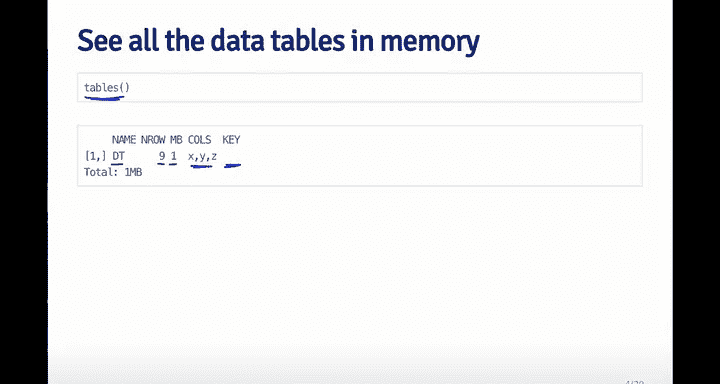 See all the data tables in memory
tables()
NAME NROW MB COLS KEY
[1,] DT 9 1 x,y,z
Total: 1MB